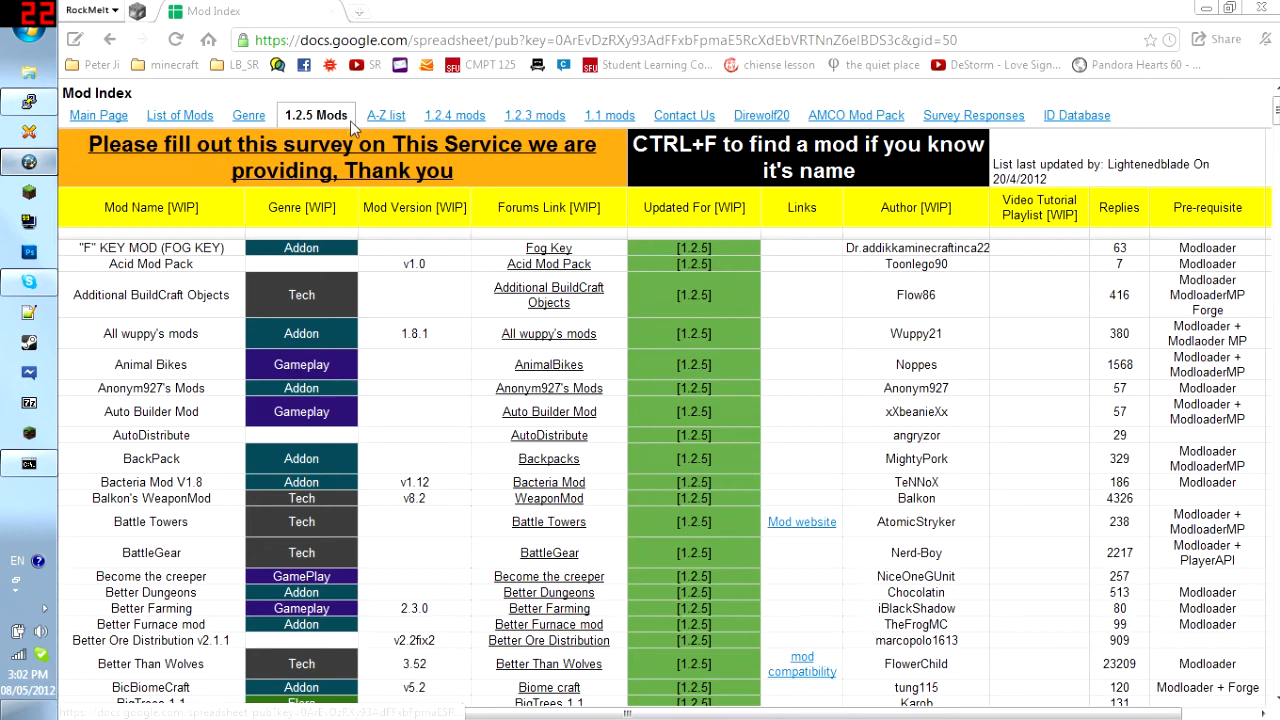 22
RockMelt
Mod Index
https://docs.google.com/spreadsheet/pub?key=0ArEvDzRXy93AdFFxbFpmaE5RcXdEbVRTNnZ6elBDS3c&gid=50
Share
Peter Ji
minecraft
LB_SR
SR
CMPT 125
Student Learning Co...
chiense lesson
the quiet place
DeStorm - Love Sign...
Pandora Hearts 60 -...
Mod Index
Main Page List of Mods Genre 1.2.5 Mods A-Z list 1.2.4 mods 1.2.3 mods 1.1 mods Contact Us Direwolf20 AMCO Mod Pack Survey Responses ID Database
Please fill out this survey on This Service we are
providing, Thank you
CTRL+F to find a mod if you know
it's name
List last updated by: Lightenedblade On
20/4/2012
Mod Name [WIP] Genre [WIP] Mod Version [WIP] Forums Link [WIP] Updated For [WIP] Links Author [WIP] Video Tutorial Playlist [WIP] Replies Pre-requisite
"F" KEY MOD (FOG KEY) Addon Fog Key [1.2.5] Dr.addikkaminecraftinca22 63 Modloader
Acid Mod Pack v1.0 Acid Mod Pack [1.2.5] Toonlego90 7 Modloader
Additional BuildCraft Objects Tech Additional BuildCraft Objects [1.2.5] Flow86 416 Modloader ModloaderMP Forge
All wuppy's mods Addon 1.8.1 All wuppy's mods [1.2.5] Wuppy21 380 Modloader + Modlaoder MP
Animal Bikes Gameplay AnimalBikes [1.2.5] Noppes 1568 Modloader + ModloaderMP
Anonym927's Mods Addon Anonym927's Mods [1.2.5] Anonym927 57 Modloader
Auto Builder Mod Gameplay Auto Builder Mod [1.2.5] xXbeanieXx 57 Modloader + ModloaderMP
AutoDistribute AutoDistribute [1.2.5] angryzor 29
BackPack Addon Backpacks [1.2.5] MightyPork 329 Modloader ModloaderMP
Bacteria Mod V1.8 Addon v1.12 Bacteria Mod [1.2.5] TeNNoX 186 Modloader
Balkon's WeaponMod Tech v8.2 WeaponMod [1.2.5] Balkon 4326
Battle Towers Tech Battle Towers [1.2.5] Mod website AtomicStryker 238 Modloader + ModloaderMP
BattleGear Tech BattleGear [1.2.5] Nerd-Boy 2217 Modloader + PlayerAPI
Become the creeper GamePlay Become the creeper [1.2.5] NiceOneGUnit 257
Better Dungeons Addon Better Dungeons [1.2.5] Chocolatin 513 Modloader
Better Farming Gameplay 2.3.0 Better Farming [1.2.5] iBlackShadow 80 Modloader
Better Furnace mod Addon Better Furnace mod [1.2.5] TheFrogMC 99 Modloader
Better Ore Distribution v2.1.1 v2.2fix2 Better Ore Distribution [1.2.5] marcopolo1613 909
Better Than Wolves Tech 3.52 Better Than Wolves [1.2.5] mod compatibility FlowerChild 23209 Modloader
BicBiomeCraft Addon v5.2 Biome craft [1.2.5] tung115 120 Modloader + Forge
BigTrees 1.1 Flora BigTrees 1.1 [1.2.5] Karob 131 Modloader
EN
3:02 PM
08/05/2012